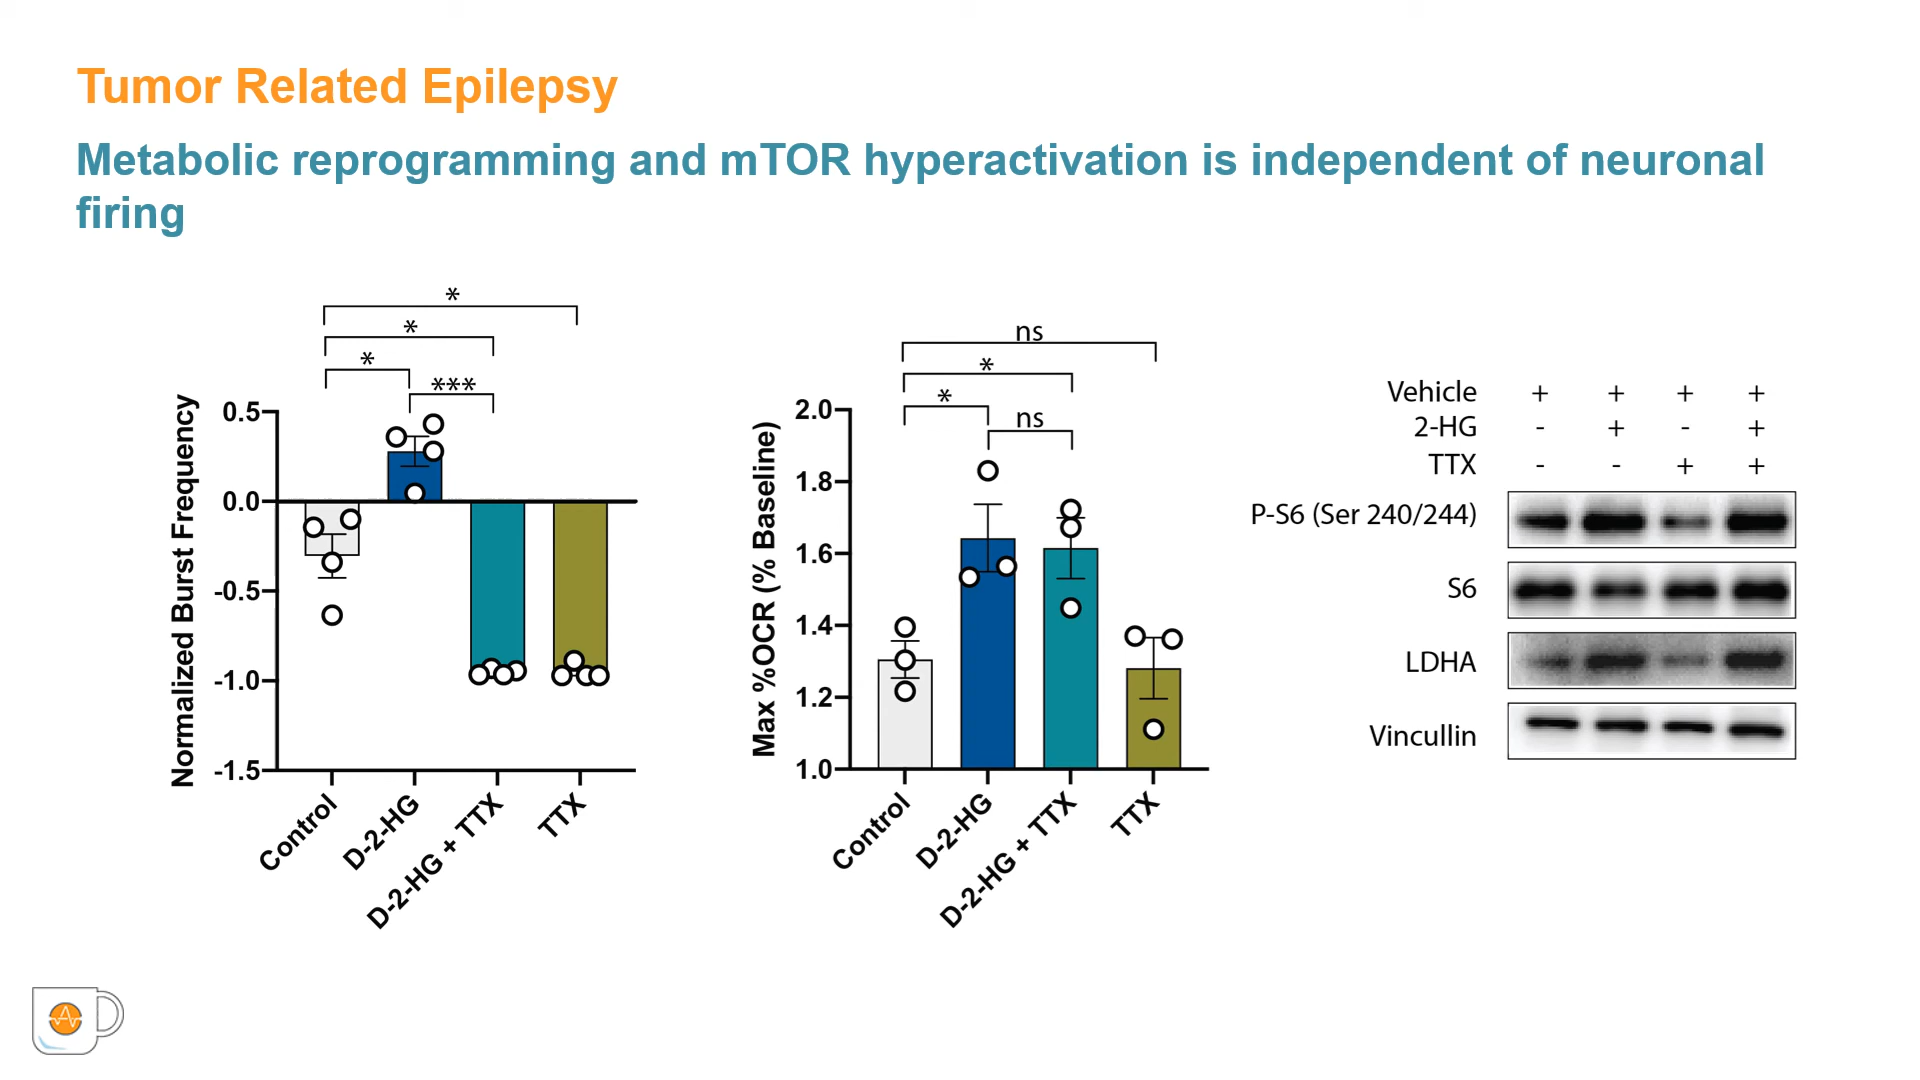 Tumor Related Epilepsy
Metabolic reprogramming and mTOR hyperactivation is independent of neuronal
firing
*
*
*
***
Normalized Burst Frequency
0.5
0.0
-0.5
-1.0
-1.5
Control
D-2-HG
D-2-HG + TTX
TTX
ns
*
*
ns
Max %OCR (% Baseline)
2.0
1.8
1.6
1.4
1.2
1.0
Control
D-2-HG
D-2-HG + TTX
TTX
Vehicle + + + +
2-HG - + - +
TTX - - + +
P-S6 (Ser 240/244)
S6
LDHA
Vincullin